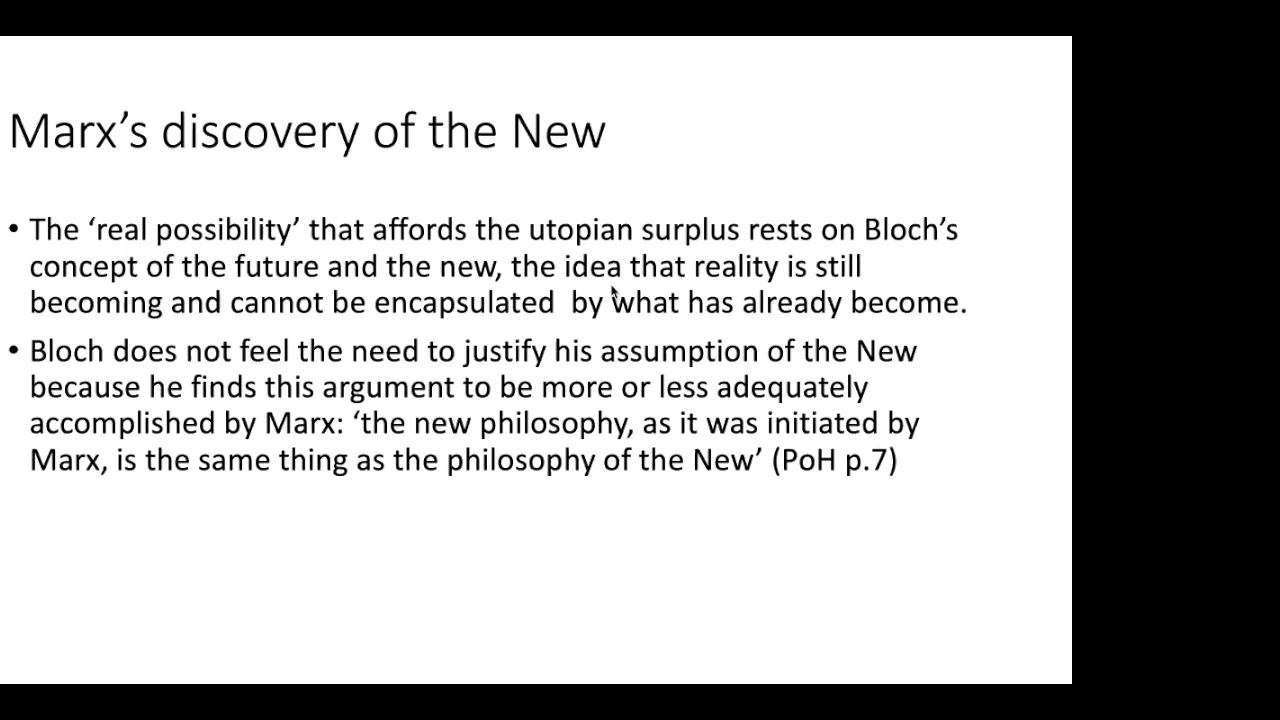 Marx’s discovery of the New
• The ‘real possibility’ that affords the utopian surplus rests on Bloch’s
concept of the future and the new, the idea that reality is still
becoming and cannot be encapsulated  by what has already become.
• Bloch does not feel the need to justify his assumption of the New
because he finds this argument to be more or less adequately
accomplished by Marx: ‘the new philosophy, as it was initiated by
Marx, is the same thing as the philosophy of the New’ (PoH p.7)